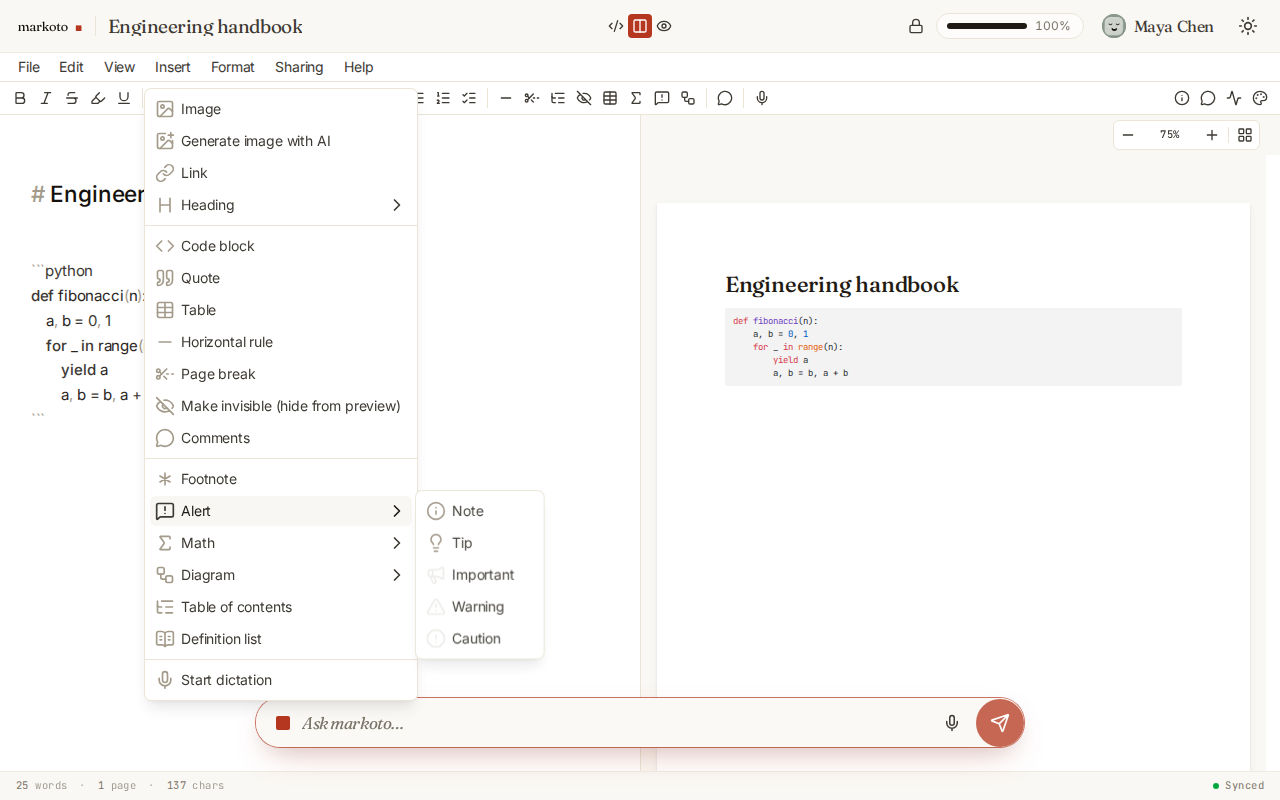 markoto
Engineering handbook
100%
Maya Chen
File Edit View Insert Format Sharing Help
75%
Image
Generate image with AI
Link
Heading
Code block
Quote
Table
Horizontal rule
Page break
Make invisible (hide from preview)
Comments
Footnote
Alert
Math
Diagram
Table of contents
Definition list
Start dictation
Note
Tip
Important
Warning
Caution
# Engineer
```python
def fibonacci(n):
a, b = 0, 1
for _ in range(
yield a
a, b = b, a +
```
Engineering handbook
def fibonacci(n):
a, b = 0, 1
for _ in range(n):
yield a
a, b = b, a + b
Ask markoto...
25 words · 1 page · 137 chars
Synced